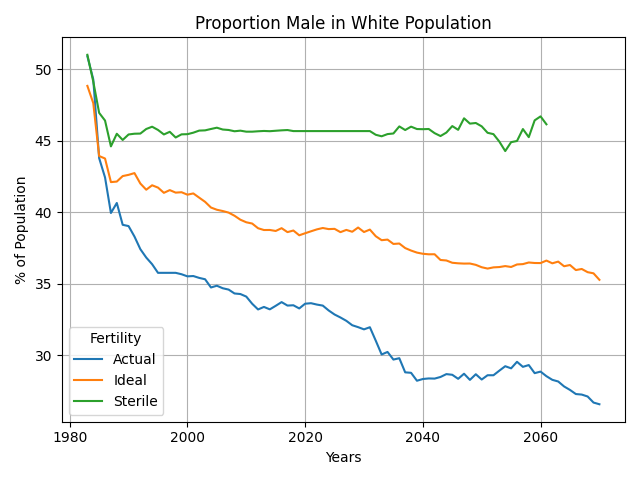 Proportion Male in White Population
% of Population
50
45
40
35
30
Fertility
Actual
Ideal
Sterile
1980
2000
2020
2040
2060
Years